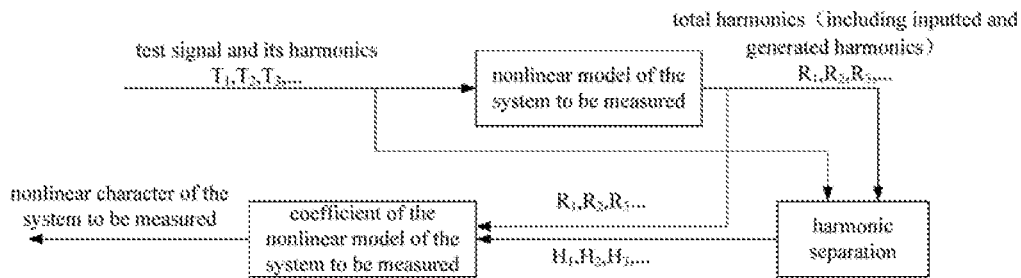 total harmonics（including inputted and
generated harmonics）
R₁,R₂,R₃,...
test signal and its harmonics
T₁,T₂,T₃,...
nonlinear model of the
system to be measured
nonlinear character of the
system to be measured
coefficient of the
nonlinear model of the
system to be measured
R₁,R₂,R₃...
H₁,H₂,H₃,...
harmonic
separation